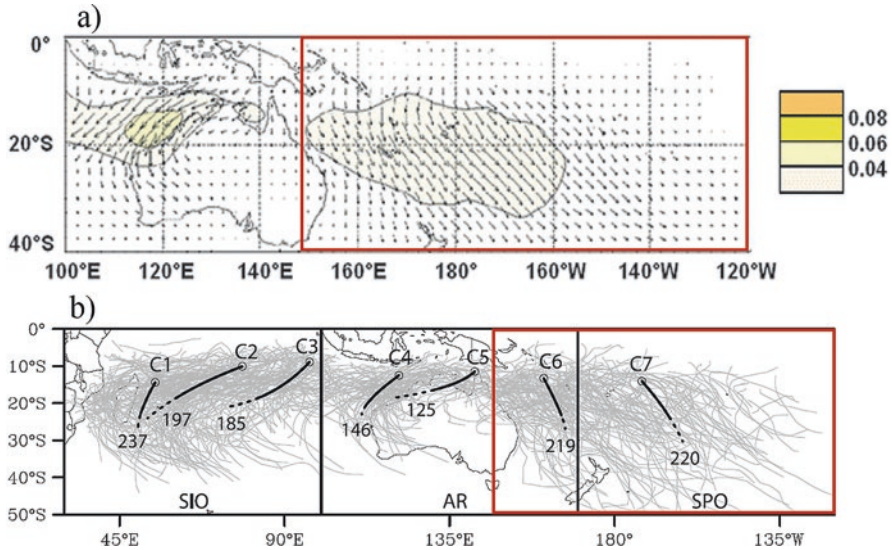 a)
0°
20°S
40°S
0.08
0.06
0.04
100°E 120°E 140°E 160°E 180° 160°W 140°W 120°W
b)
0°
10°S
20°S
30°S
40°S
50°S
C1 C2 C3 C4 C5 C6 C7
237 197 185 146 125 219 220
SIO AR SPO
45°E 90°E 135°E 180° 135°W